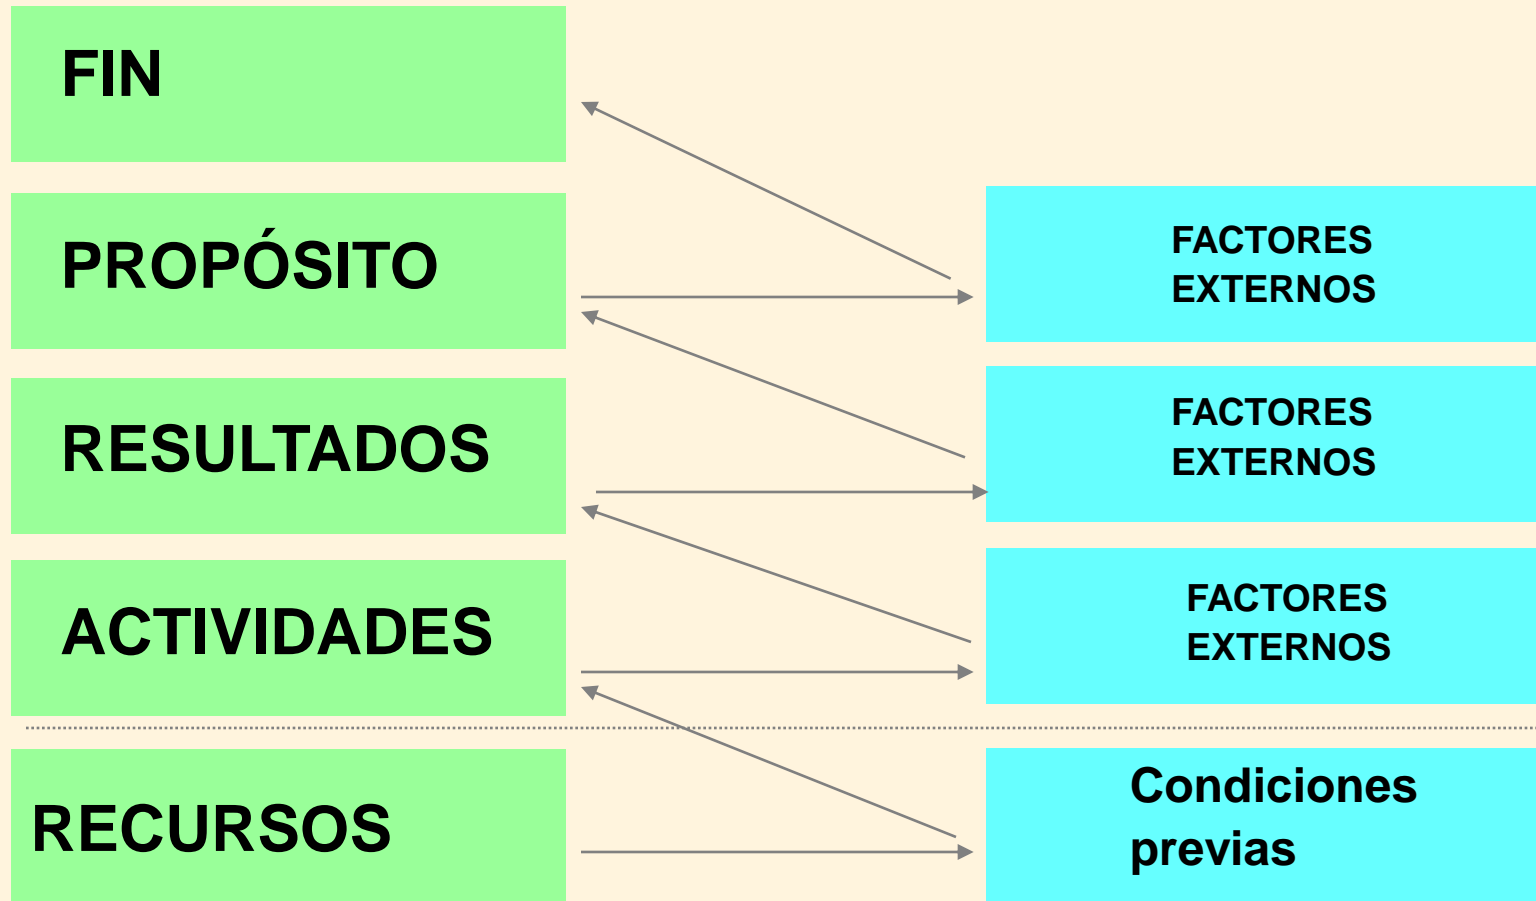 FIN
PROPÓSITO
FACTORES
EXTERNOS
RESULTADOS
FACTORES
EXTERNOS
ACTIVIDADES
FACTORES
EXTERNOS
RECURSOS
Condiciones
previas